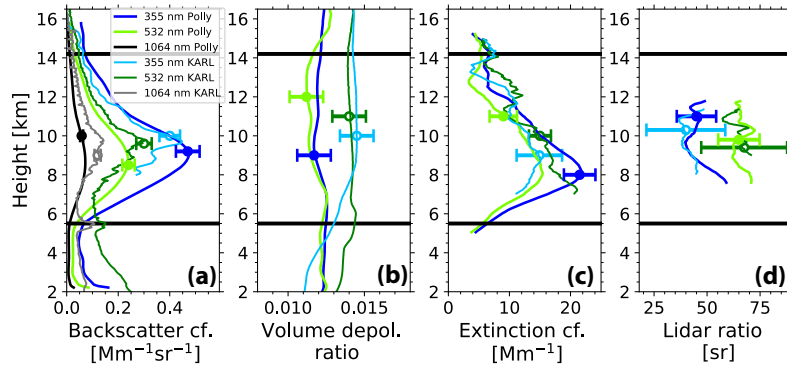 Height [km]
16
14
12
10
8
6
4
2
355 nm Polly
532 nm Polly
1064 nm Polly
355 nm KARL
532 nm KARL
1064 nm KARL
(a)
0.0 0.2 0.4
Backscatter cf.
[Mm⁻¹sr⁻¹]
16
14
12
10
8
6
4
2
(b)
0.010 0.015
Volume depol.
ratio
16
14
12
10
8
6
4
2
(c)
0 10 20
Extinction cf.
[Mm⁻¹]
16
14
12
10
8
6
4
2
(d)
25 50 75
Lidar ratio
[sr]